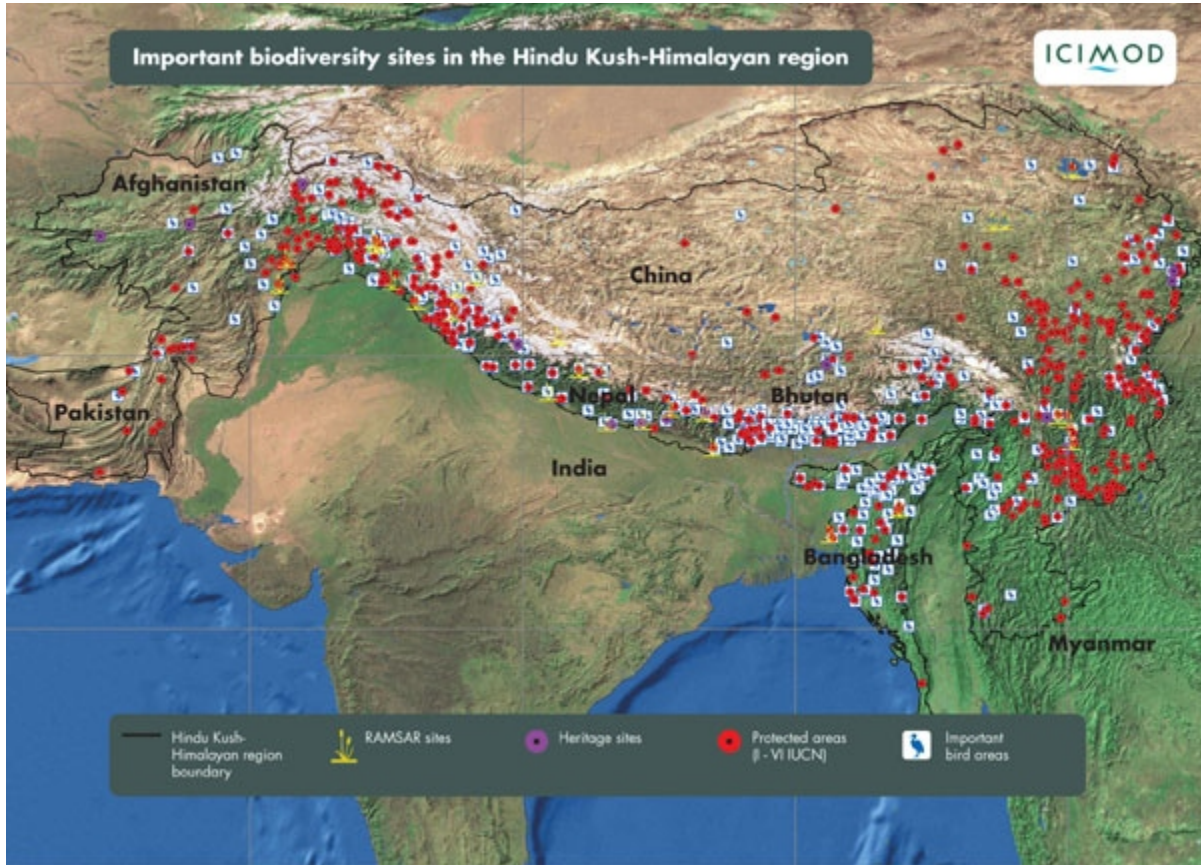 Important biodiversity sites in the Hindu Kush-Himalayan region
ICIMOD
Afghanistan
China
Pakistan
Nepal
Bhutan
India
Bangladesh
Myanmar
Hindu Kush-
Himalayan region
boundary
RAMSAR sites
Heritage sites
Protected areas
(I - VI IUCN)
Important
bird areas